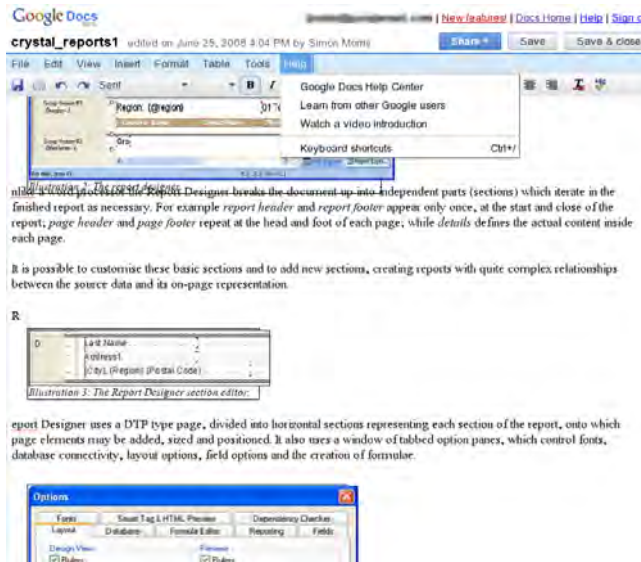 Google Docs
New features! | Docs Home | Help | Sign o
crystal_reports1 edited on June 25, 2008 4:04 PM by Simon Morris
Share Save Save & close
File Edit View Insert Format Table Tools Help
Serif B I
Google Docs Help Center
Learn from other Google users
Watch a video introduction
Keyboard shortcuts Ctrl+/
Region: {@region}
Gro
Illustration 2: The report designer
nlike a word processor the Report Designer breaks the document up into independent parts (sections) which iterate in the
finished report as necessary. For example report header and report footer appear only once, at the start and close of the
report; page header and page footer repeat at the head and foot of each page; while details defines the actual content inside
each page.
It is possible to customise these basic sections and to add new sections, creating reports with quite complex relationships
between the source data and its on-page representation.
R
D Last Name
Address1
{City}, {Region} {Postal Code}
Illustration 3: The Report Designer section editor.
eport Designer uses a DTP type page, divided into horizontal sections representing each section of the report, onto which
page elements may be added, sized and positioned. It also uses a window of tabbed option panes, which control fonts,
database connectivity, layout options, field options and the creation of formulae.
Options
Fonts Smart Tag & HTML Preview Dependency Checker
Layout Database Formula Editor Reporting Fields
Design View Preview
Rulers Rulers